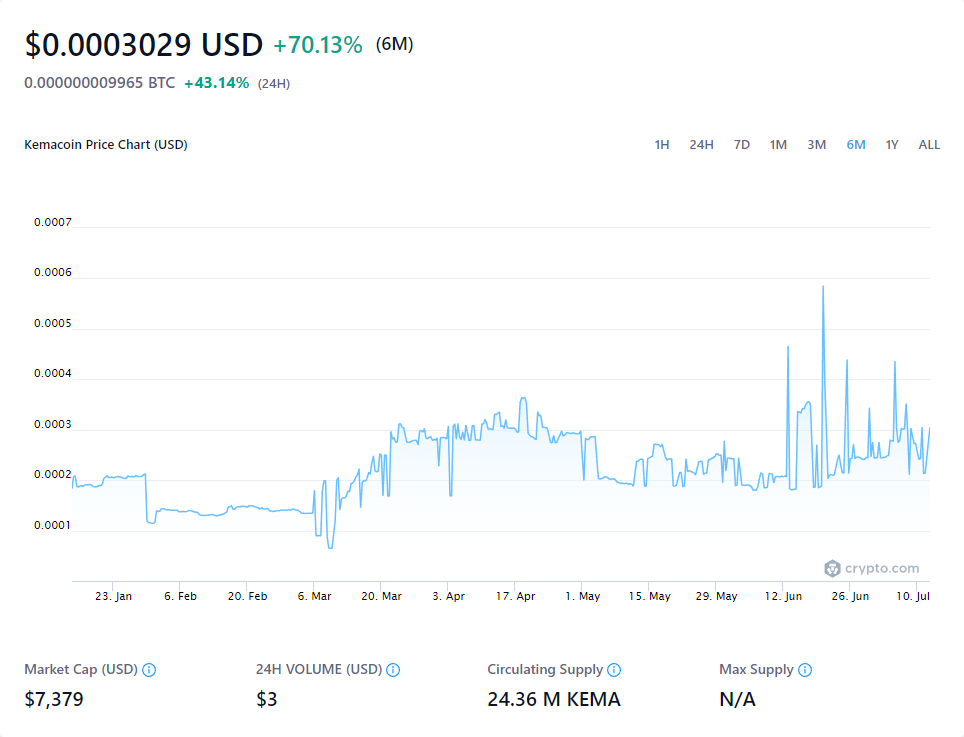 $0.0003029 USD +70.13% (6M)
0.000000009965 BTC +43.14% (24H)
Kemacoin Price Chart (USD) 1H 24H 7D 1M 3M 6M 1Y ALL
0.0007
0.0006
0.0005
0.0004
0.0003
0.0002
0.0001
crypto.com
23. Jan 6. Feb 20. Feb 6. Mar 20. Mar 3. Apr 17. Apr 1. May 15. May 29. May 12. Jun 26. Jun 10. Jul
Market Cap (USD) 24H VOLUME (USD) Circulating Supply Max Supply
$7,379 $3 24.36 M KEMA N/A